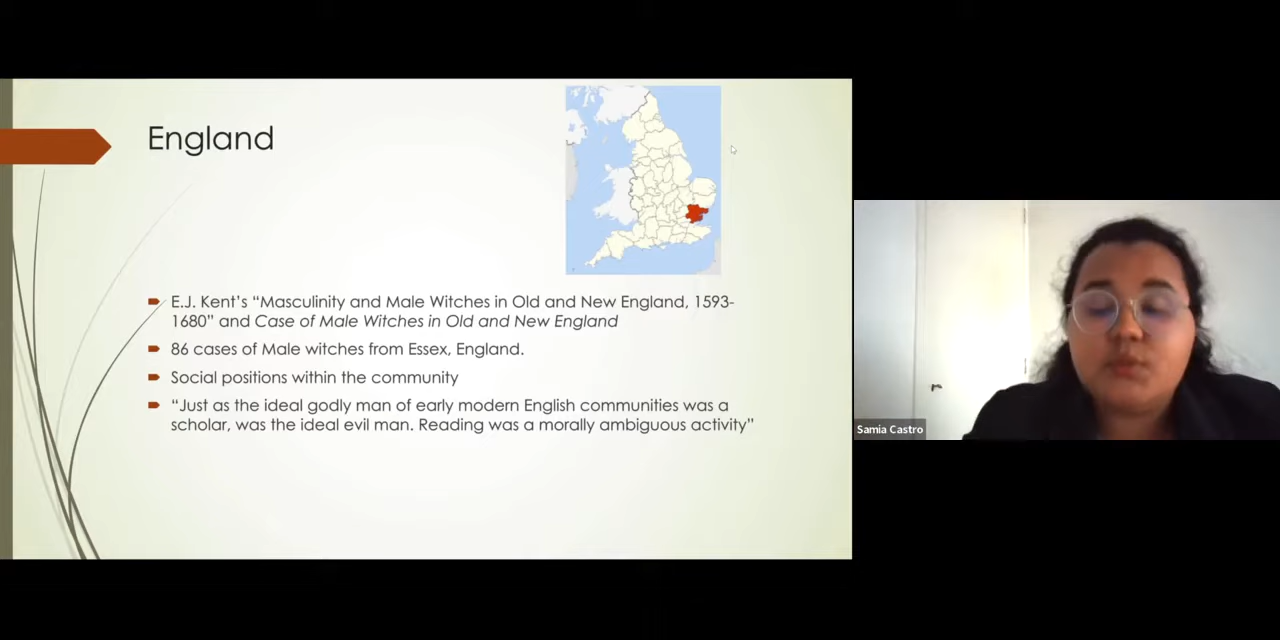 England
E.J. Kent's “Masculinity and Male Witches in Old and New England, 1593-
1680” and Case of Male Witches in Old and New England
86 cases of Male witches from Essex, England.
Social positions within the community
“Just as the ideal godly man of early modern English communities was a
scholar, was the ideal evil man. Reading was a morally ambiguous activity”
Samia Castro